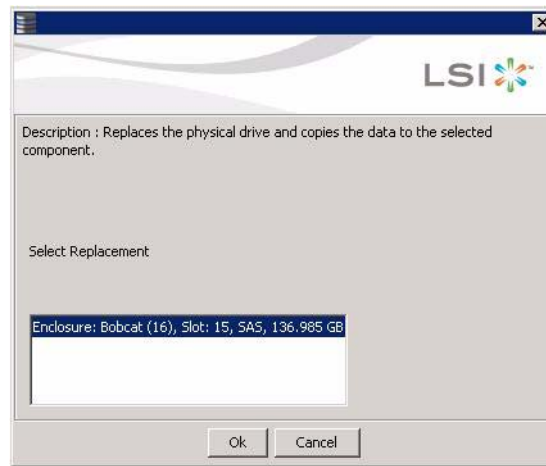 LSI
Description : Replaces the physical drive and copies the data to the selected
component.
Select Replacement
Enclosure: Bobcat (16), Slot: 15, SAS, 136.985 GB
Ok
Cancel